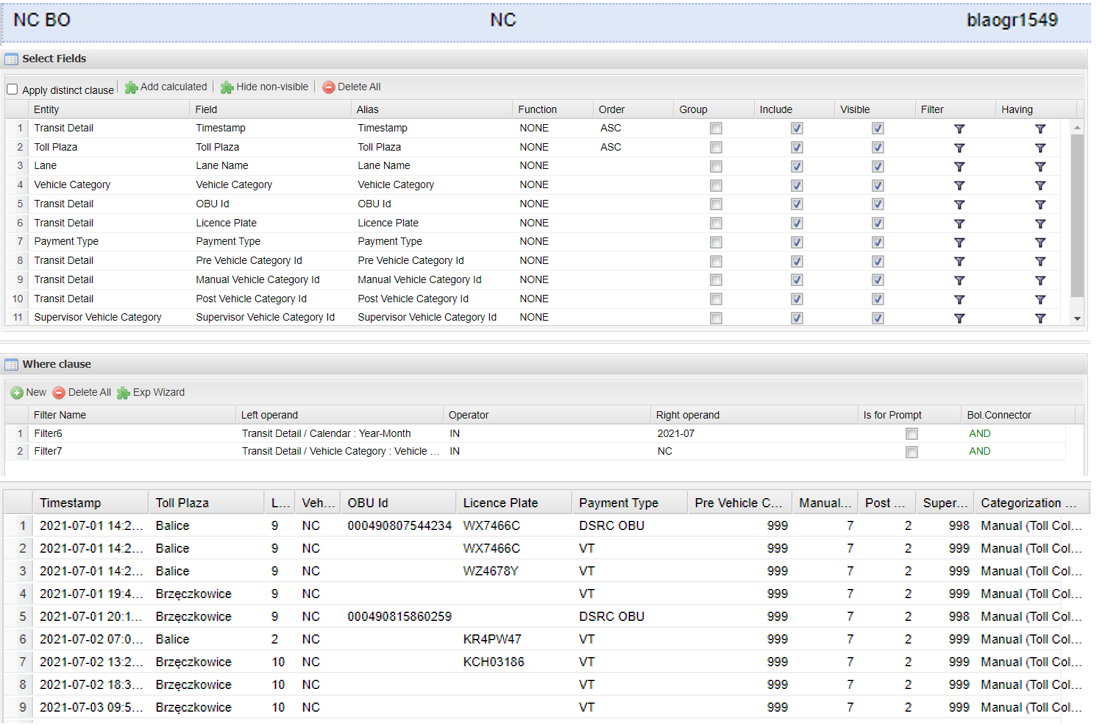 NC BO NC blaogr1549
Select Fields
Apply distinct clause Add calculated Hide non-visible Delete All
Entity Field Alias Function Order Group Include Visible Filter Having
1 Transit Detail Timestamp Timestamp NONE ASC
2 Toll Plaza Toll Plaza Toll Plaza NONE ASC
3 Lane Lane Name Lane Name NONE
4 Vehicle Category Vehicle Category Vehicle Category NONE
5 Transit Detail OBU Id OBU Id NONE
6 Transit Detail Licence Plate Licence Plate NONE
7 Payment Type Payment Type Payment Type NONE
8 Transit Detail Pre Vehicle Category Id Pre Vehicle Category Id NONE
9 Transit Detail Manual Vehicle Category Id Manual Vehicle Category Id NONE
10 Transit Detail Post Vehicle Category Id Post Vehicle Category Id NONE
11 Supervisor Vehicle Category Supervisor Vehicle Category Id Supervisor Vehicle Category Id NONE
Where clause
New Delete All Exp Wizard
Filter Name Left operand Operator Right operand Is for Prompt Bol.Connector
1 Filter6 Transit Detail / Calendar : Year-Month IN 2021-07 AND
2 Filter7 Transit Detail / Vehicle Category : Vehicle ... IN NC AND
Timestamp Toll Plaza L... Veh... OBU Id Licence Plate Payment Type Pre Vehicle C... Manual... Post ... Super... Categorization ...
1 2021-07-01 14:2... Balice 9 NC 000490807544234 WX7466C DSRC OBU 999 7 2 998 Manual (Toll Col...
2 2021-07-01 14:2... Balice 9 NC WX7466C VT 999 7 2 999 Manual (Toll Col...
3 2021-07-01 14:2... Balice 9 NC WZ4678Y VT 999 7 2 999 Manual (Toll Col...
4 2021-07-01 19:4... Brzęczkowice 9 NC VT 999 7 2 999 Manual (Toll Col...
5 2021-07-01 20:1... Brzęczkowice 9 NC 000490815860259 DSRC OBU 999 7 2 998 Manual (Toll Col...
6 2021-07-02 07:0... Balice 2 NC KR4PW47 VT 999 7 2 999 Manual (Toll Col...
7 2021-07-02 13:2... Brzęczkowice 10 NC KCH03186 VT 999 7 2 999 Manual (Toll Col...
8 2021-07-02 18:3... Brzęczkowice 10 NC VT 999 7 2 999 Manual (Toll Col...
9 2021-07-03 09:5... Brzęczkowice 10 NC VT 999 7 2 999 Manual (Toll Col...